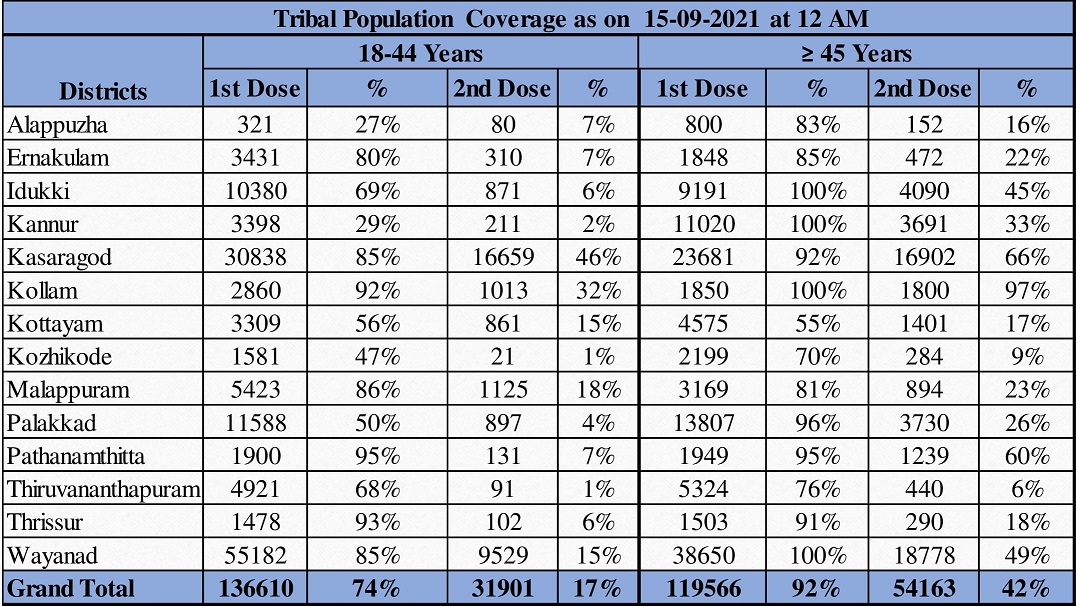 Tribal Population Coverage as on 15-09-2021 at 12 AM
Districts 18-44 Years ≥ 45 Years
1st Dose % 2nd Dose % 1st Dose % 2nd Dose %
Alappuzha 321 27% 80 7% 800 83% 152 16%
Ernakulam 3431 80% 310 7% 1848 85% 472 22%
Idukki 10380 69% 871 6% 9191 100% 4090 45%
Kannur 3398 29% 211 2% 11020 100% 3691 33%
Kasaragod 30838 85% 16659 46% 23681 92% 16902 66%
Kollam 2860 92% 1013 32% 1850 100% 1800 97%
Kottayam 3309 56% 861 15% 4575 55% 1401 17%
Kozhikode 1581 47% 21 1% 2199 70% 284 9%
Malappuram 5423 86% 1125 18% 3169 81% 894 23%
Palakkad 11588 50% 897 4% 13807 96% 3730 26%
Pathanamthitta 1900 95% 131 7% 1949 95% 1239 60%
Thiruvananthapuram 4921 68% 91 1% 5324 76% 440 6%
Thrissur 1478 93% 102 6% 1503 91% 290 18%
Wayanad 55182 85% 9529 15% 38650 100% 18778 49%
Grand Total 136610 74% 31901 17% 119566 92% 54163 42%